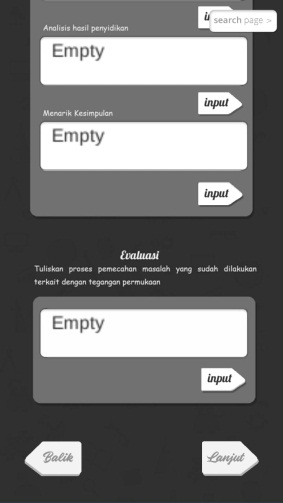 search page >
Analisis hasil penyidikan
Empty
input
Menarik Kesimpulan
Empty
input
Evaluasi
Tuliskan proses pemecahan masalah yang sudah dilakukan
terkait dengan tegangan permukaan
Empty
input
Balik
Lanjut